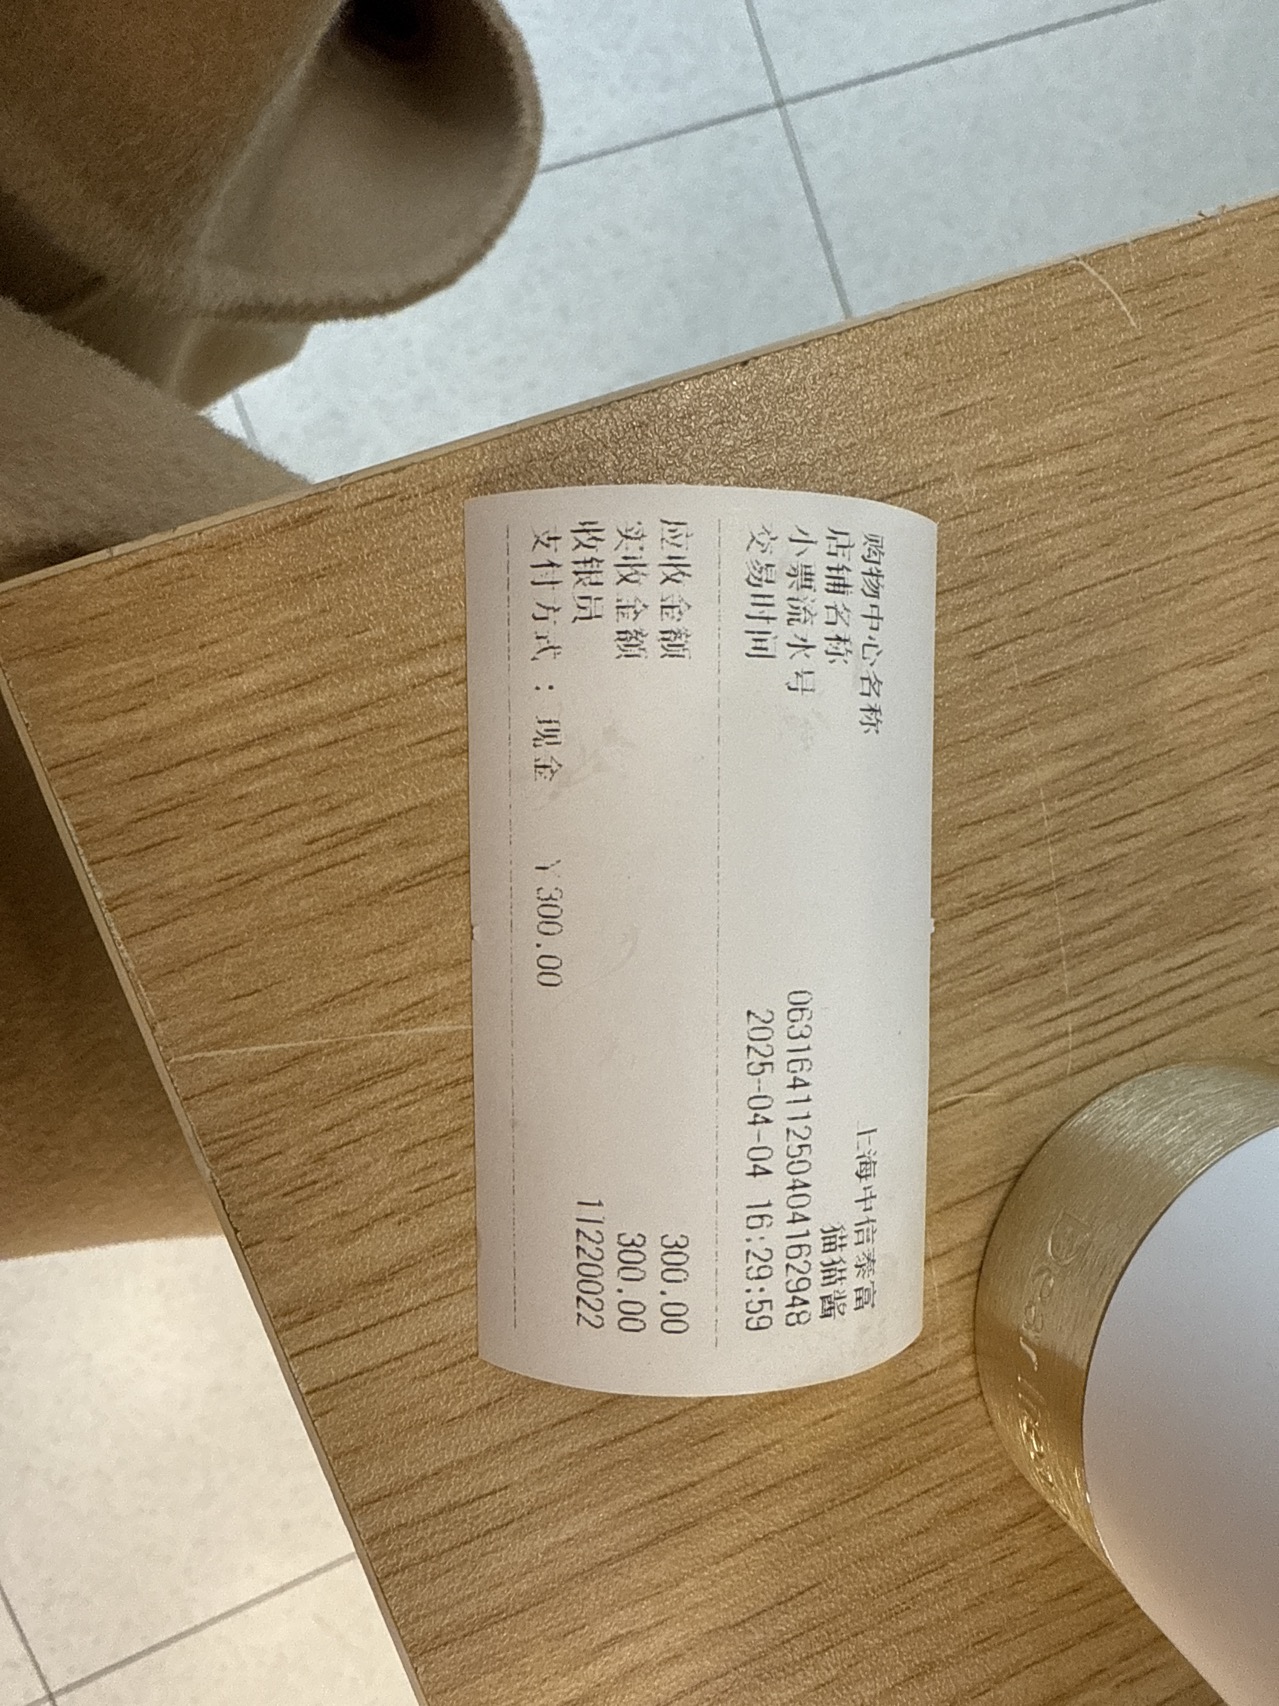 购物中心名称 上海中信泰富
店铺名称 猫猫酱
小票流水号 0631641125040416294​8
交易时间 2025-04-04 16:29:59
应收金额 300.00
实收金额 300.00
收银员 11220022
支付方式：现金 ¥300.00